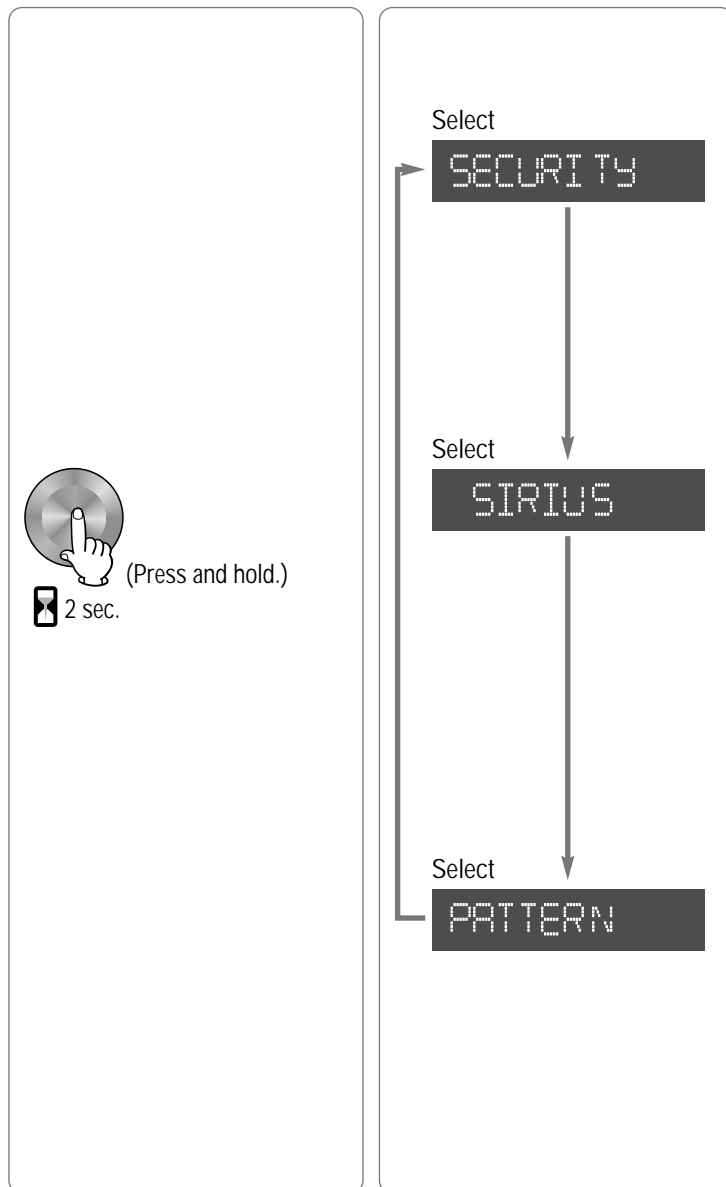 (Press and hold.)
2 sec.
Select
SECURITY
Select
SIRIUS
Select
PATTERN